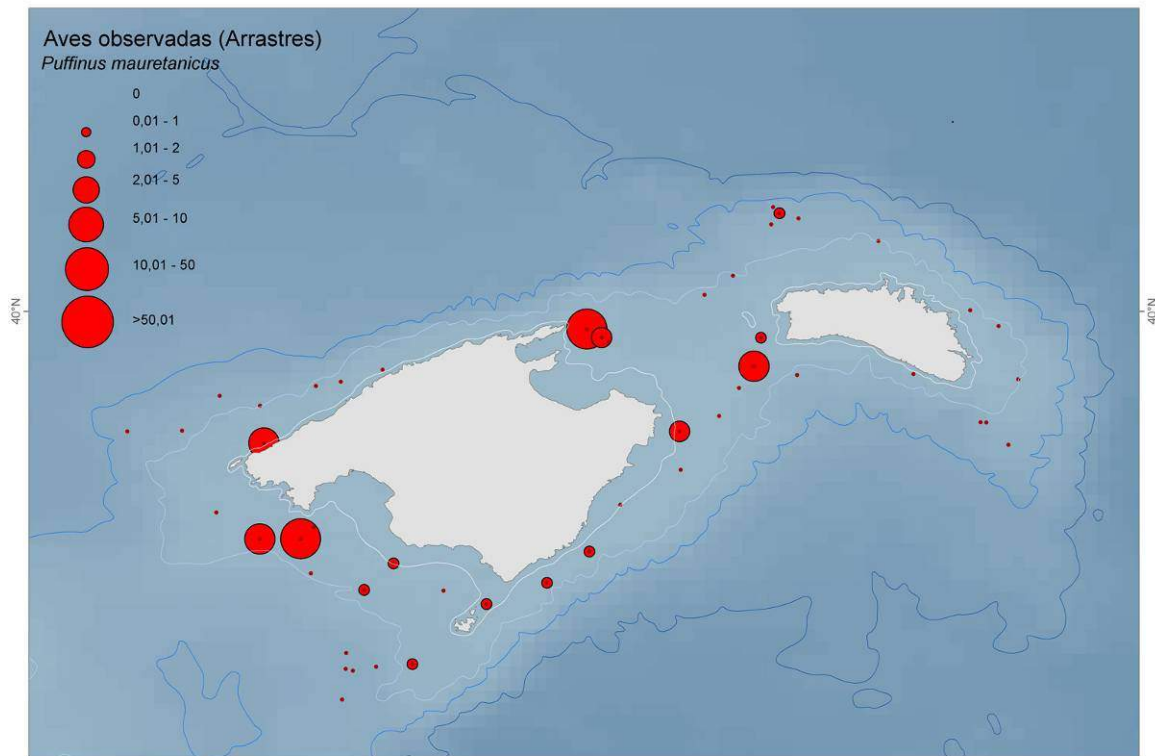 Aves observadas (Arrastres)
Puffinus mauretanicus
0
0,01 - 1
1,01 - 2
2,01 - 5
5,01 - 10
10,01 - 50
>50,01
40°N
40°N